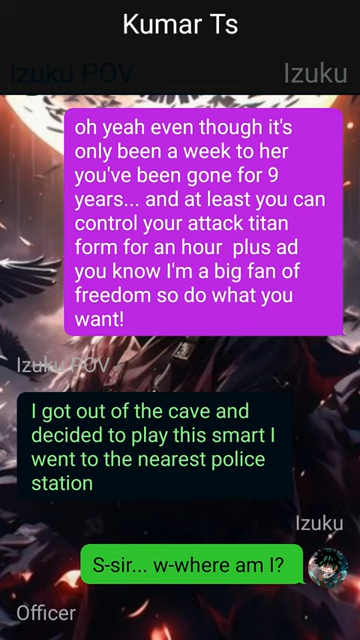 Kumar Ts
Izuku POV
Izuku
oh yeah even though it's
only been a week to her
you've been gone for 9
years... and at least you can
control your attack titan
form for an hour  plus ad
you know I'm a big fan of
freedom so do what you
want!
Izuku POV
I got out of the cave and
decided to play this smart I
went to the nearest police
station
Izuku
S-sir... w-where am I?
Officer